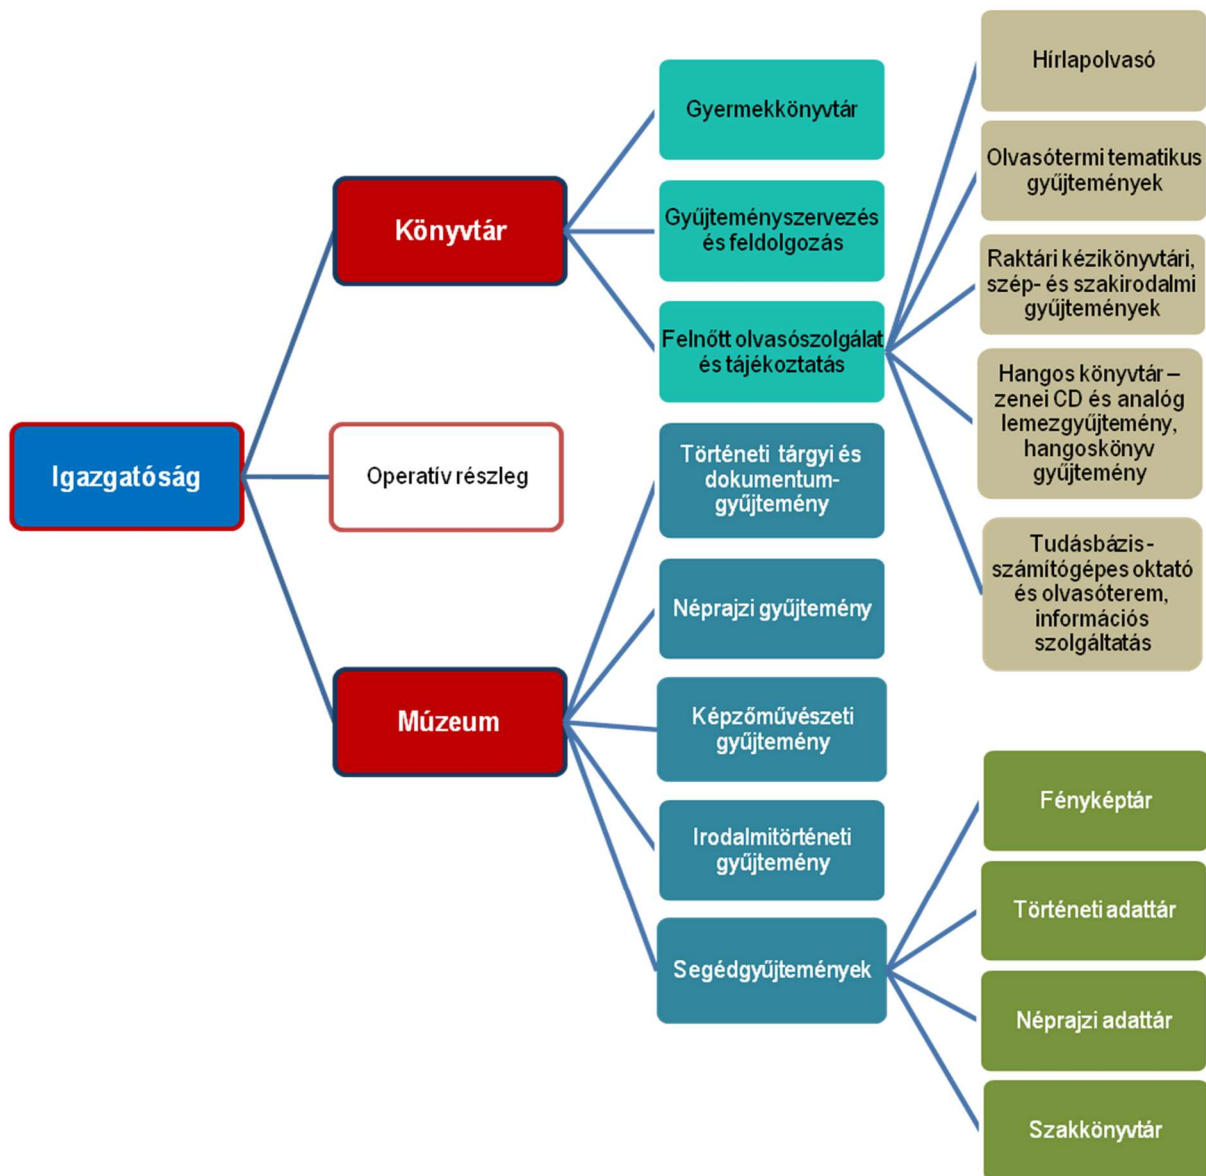 Igazgatóság
Könyvtár
Operatív részleg
Múzeum
Gyermekkönyvtár
Gyűjteményszervezés
és feldolgozás
Felnőtt olvasószolgálat
és tájékoztatás
Történeti tárgyi és
dokumentum-
gyűjtemény
Néprajzi gyűjtemény
Képzőművészeti
gyűjtemény
Irodalmitörténeti
gyűjtemény
Segédgyűjtemények
Hírlapolvasó
Olvasótermi tematikus
gyűjtemények
Raktári kézikönyvtári,
szép- és szakirodalmi
gyűjtemények
Hangos könyvtár –
zenei CD és analóg
lemezgyűjtemény,
hangoskönyv
gyűjtemény
Tudásbázis-
számítógépes oktató
és olvasóterem,
információs
szolgáltatás
Fényképtár
Történeti adattár
Néprajzi adattár
Szakkönyvtár